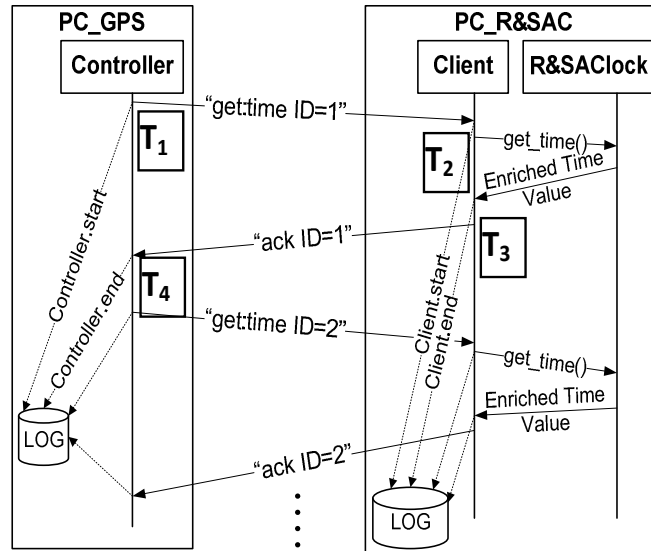 PC_GPS
PC_R&SAC
Controller
Client
R&SAClock
“get:time ID=1”
T1
get_time()
T2
Enriched Time
Value
“ack ID=1”
T3
Controller.start
Controller.end
Client.start
Client.end
T4
“get:time ID=2”
get_time()
Enriched Time
Value
LOG
“ack ID=2”
LOG